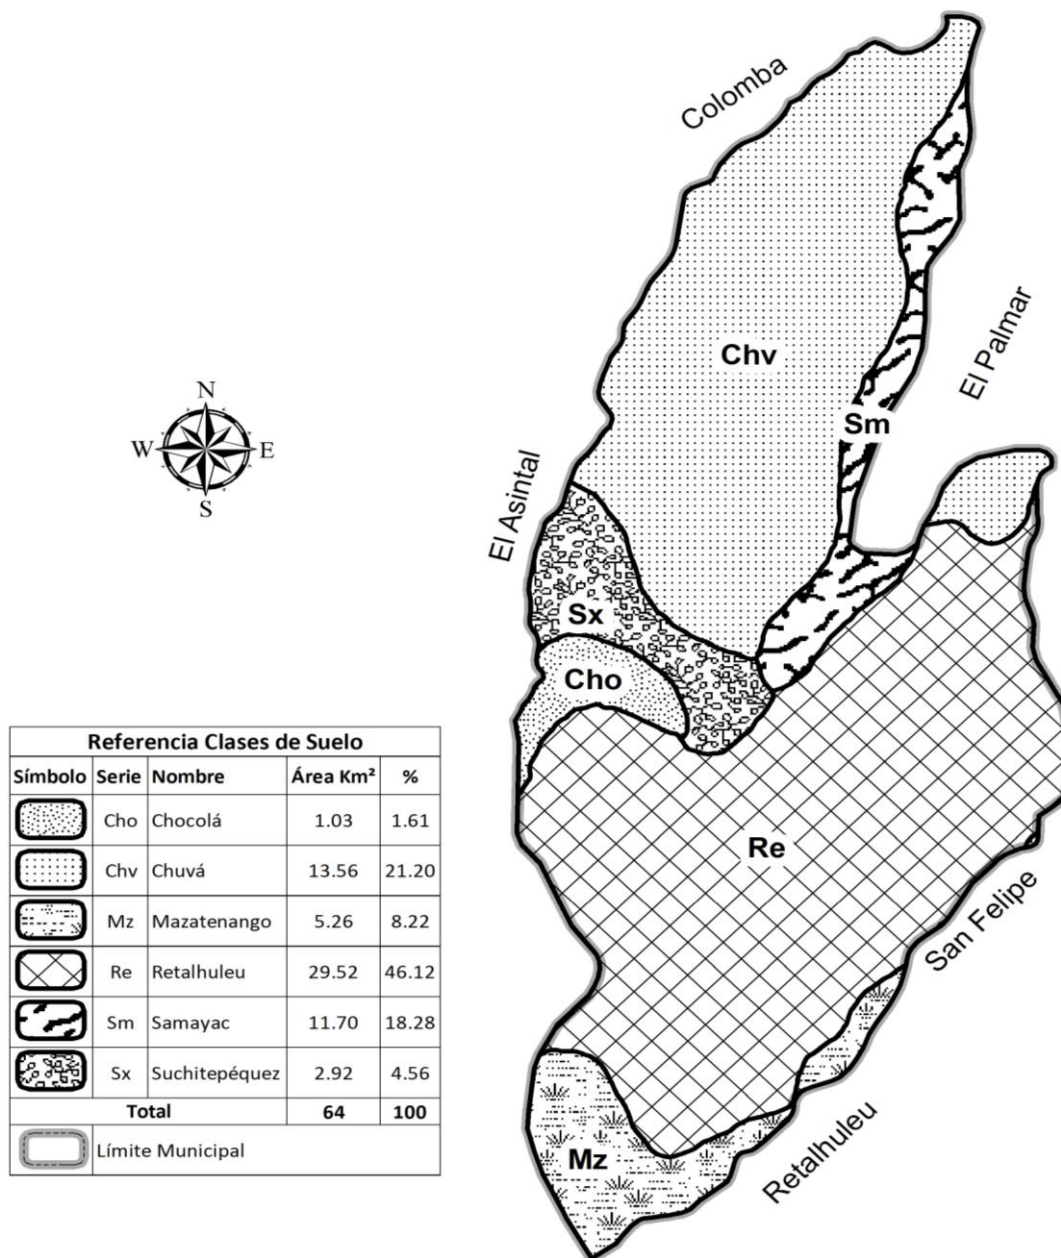 Colomba
El Palmar
Chv
Sm
N
W E
S
El Asintal
Sx
Cho
Re
San Felipe
Mz
Retalhuleu
Referencia Clases de Suelo
Símbolo Serie Nombre Área Km² %
Cho Chocolá 1.03 1.61
Chv Chuvá 13.56 21.20
Mz Mazatenango 5.26 8.22
Re Retalhuleu 29.52 46.12
Sm Samayac 11.70 18.28
Sx Suchitepéquez 2.92 4.56
Total 64 100
Límite Municipal